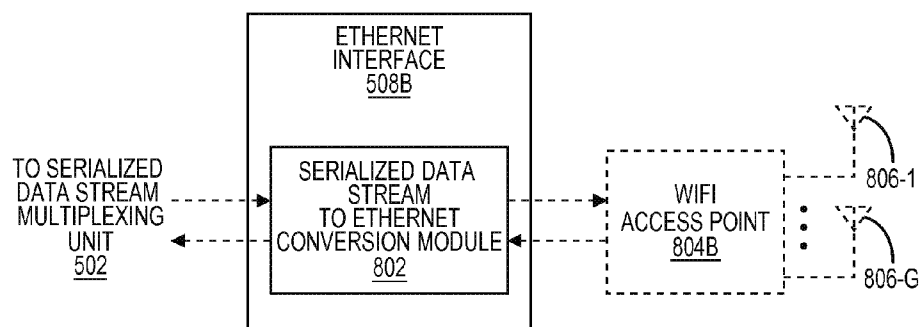 ETHERNET
INTERFACE
508B
TO SERIALIZED
DATA STREAM
MULTIPLEXING
UNIT
502
SERIALIZED DATA
STREAM
TO ETHERNET
CONVERSION MODULE
802
WIFI
ACCESS POINT
804B
806-1
806-G